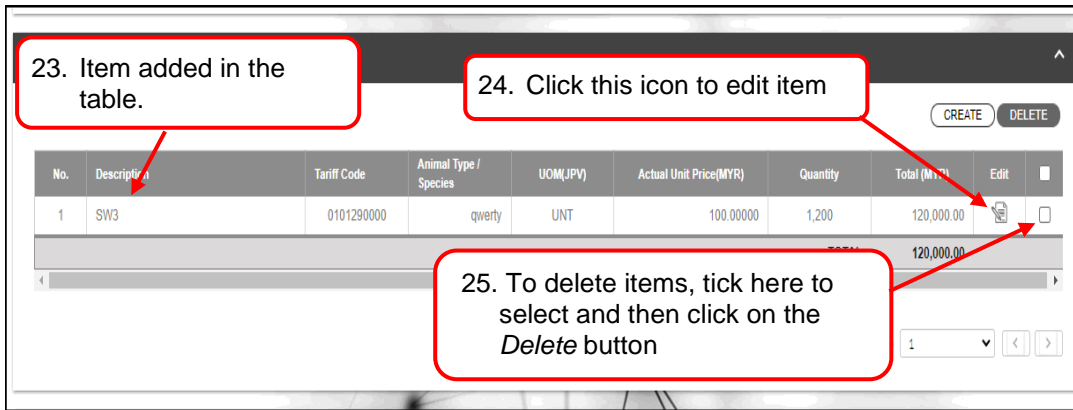 23. Item added in the
table.
24. Click this icon to edit item
CREATE DELETE
No. Description Tariff Code Animal Type / Species UOM(JPV) Actual Unit Price(MYR) Quantity Total (MYR) Edit
1 SW3 0101290000 qwerty UNT 100.00000 1,200 120,000.00
TOTAL 120,000.00
25. To delete items, tick here to
select and then click on the
Delete button
1